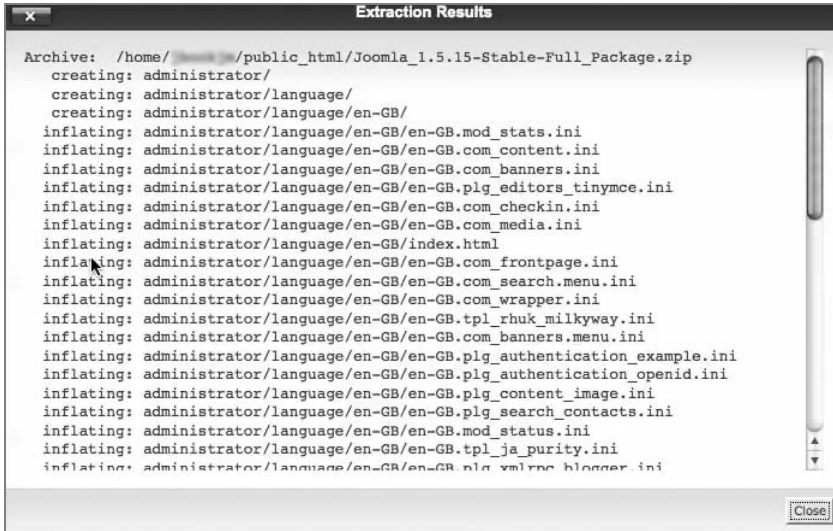 Extraction Results
Archive: /home/ /public_html/Joomla_1.5.15-Stable-Full_Package.zip
creating: administrator/
creating: administrator/language/
creating: administrator/language/en-GB/
inflating: administrator/language/en-GB/en-GB.mod_stats.ini
inflating: administrator/language/en-GB/en-GB.com_content.ini
inflating: administrator/language/en-GB/en-GB.com_banners.ini
inflating: administrator/language/en-GB/en-GB.plg_editors_tinymce.ini
inflating: administrator/language/en-GB/en-GB.com_checkin.ini
inflating: administrator/language/en-GB/en-GB.com_media.ini
inflating: administrator/language/en-GB/index.html
inflating: administrator/language/en-GB/en-GB.com_frontpage.ini
inflating: administrator/language/en-GB/en-GB.com_search.menu.ini
inflating: administrator/language/en-GB/en-GB.com_wrapper.ini
inflating: administrator/language/en-GB/en-GB.tpl_rhuk_milkyway.ini
inflating: administrator/language/en-GB/en-GB.com_banners.menu.ini
inflating: administrator/language/en-GB/en-GB.plg_authentication_example.ini
inflating: administrator/language/en-GB/en-GB.plg_authentication_openid.ini
inflating: administrator/language/en-GB/en-GB.plg_content_image.ini
inflating: administrator/language/en-GB/en-GB.plg_search_contacts.ini
inflating: administrator/language/en-GB/en-GB.mod_status.ini
inflating: administrator/language/en-GB/en-GB.tpl_ja_purity.ini
inflating: administrator/language/en-GB/en-GB.plg_xmlrpc_blogger.ini
Close